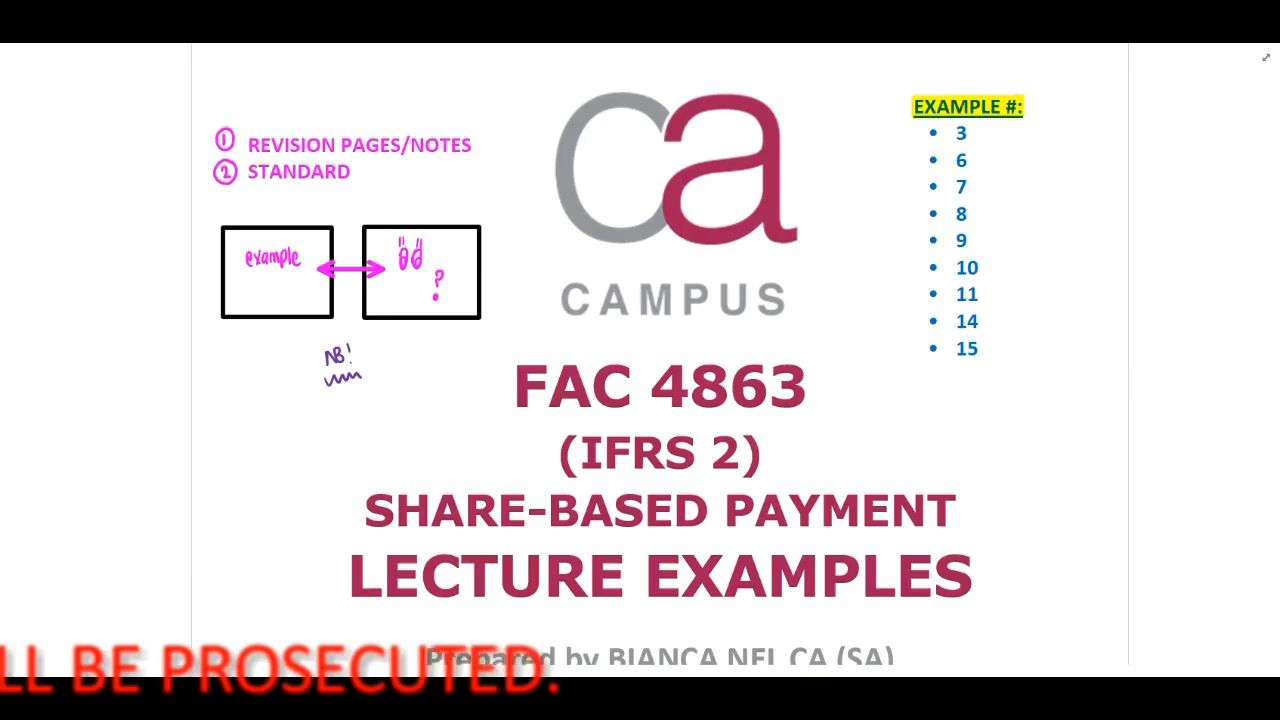 ① REVISION PAGES/NOTES
② STANDARD
example
?
NB!
ca
CAMPUS
EXAMPLE #:
• 3
• 6
• 7
• 8
• 9
• 10
• 11
• 14
• 15
FAC 4863
(IFRS 2)
SHARE-BASED PAYMENT
LECTURE EXAMPLES
Prepared by BIANCA NEL CA (SA)
LL BE PROSECUTED.